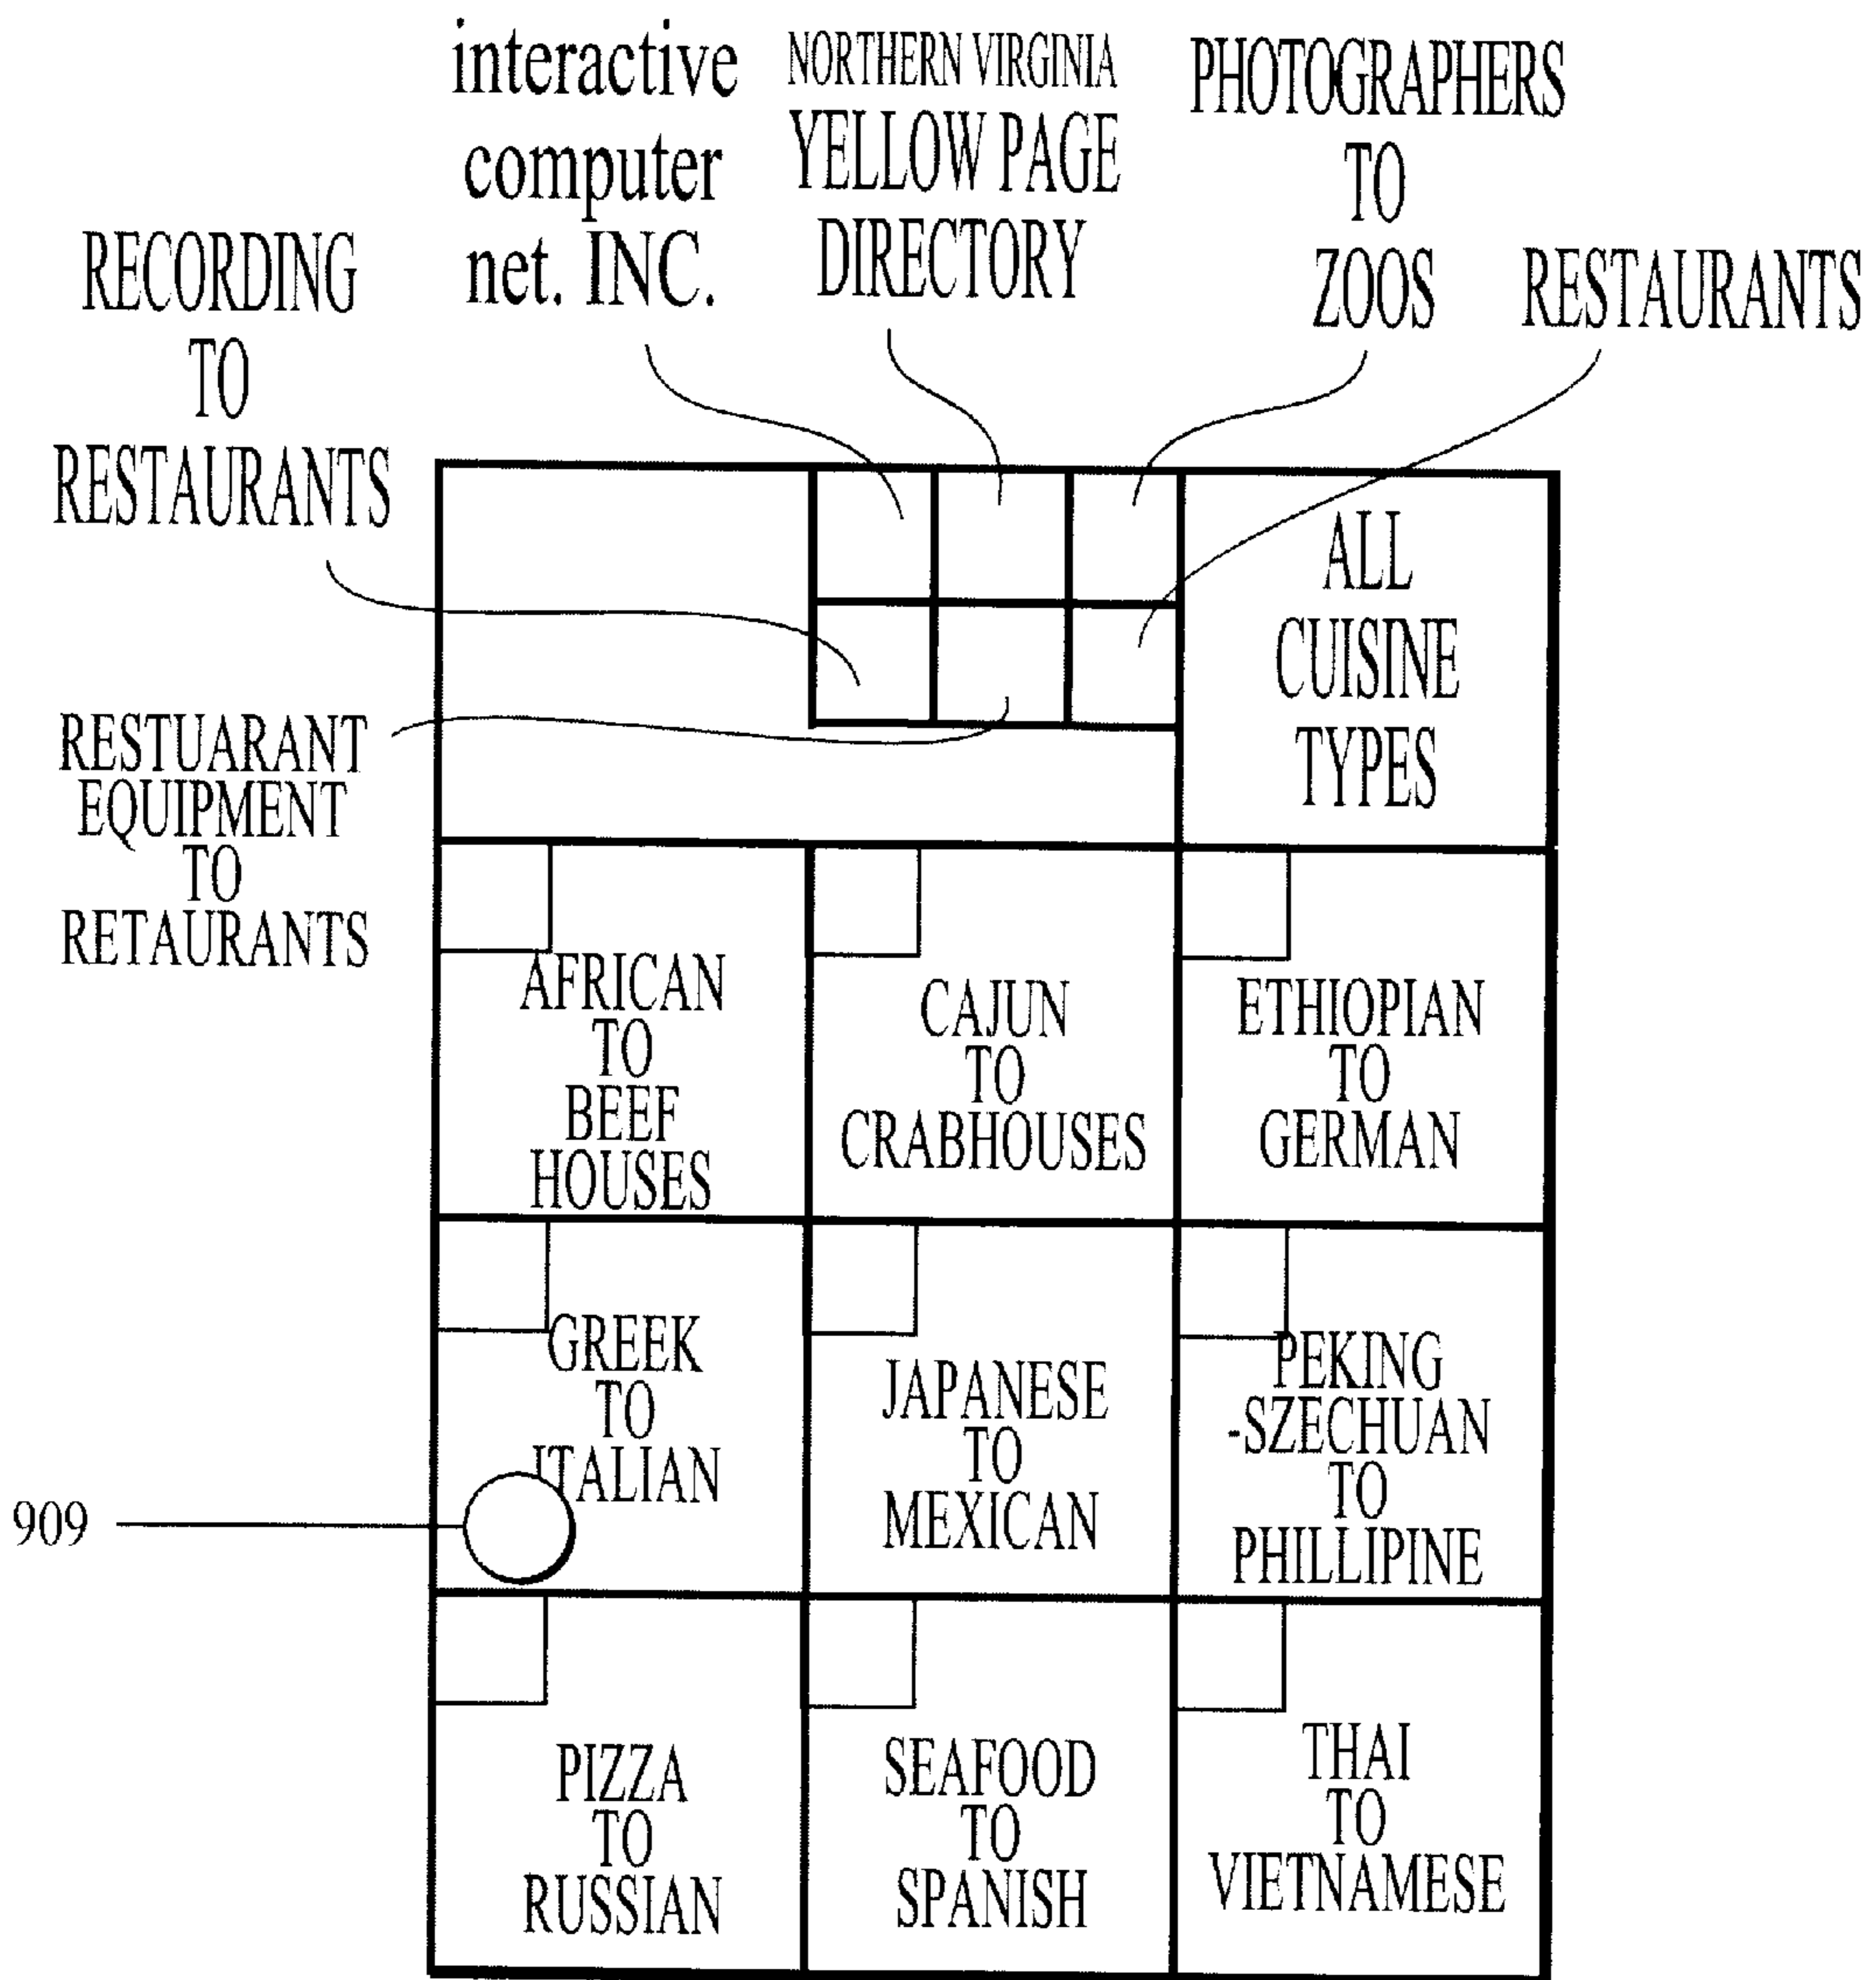 interactive
computer
net. INC.
NORTHERN VIRGINIA
YELLOW PAGE
DIRECTORY
PHOTOGRAPHERS
TO
ZOOS
RESTAURANTS
RECORDING
TO
RESTAURANTS
RESTUARANT
EQUIPMENT
TO
RETAURANTS
ALL
CUISINE
TYPES
AFRICAN
TO
BEEF
HOUSES
CAJUN
TO
CRABHOUSES
ETHIOPIAN
TO
GERMAN
GREEK
TO
ITALIAN
JAPANESE
TO
MEXICAN
PEKING
-SZECHUAN
TO
PHILLIPINE
909
PIZZA
TO
RUSSIAN
SEAFOOD
TO
SPANISH
THAI
TO
VIETNAMESE